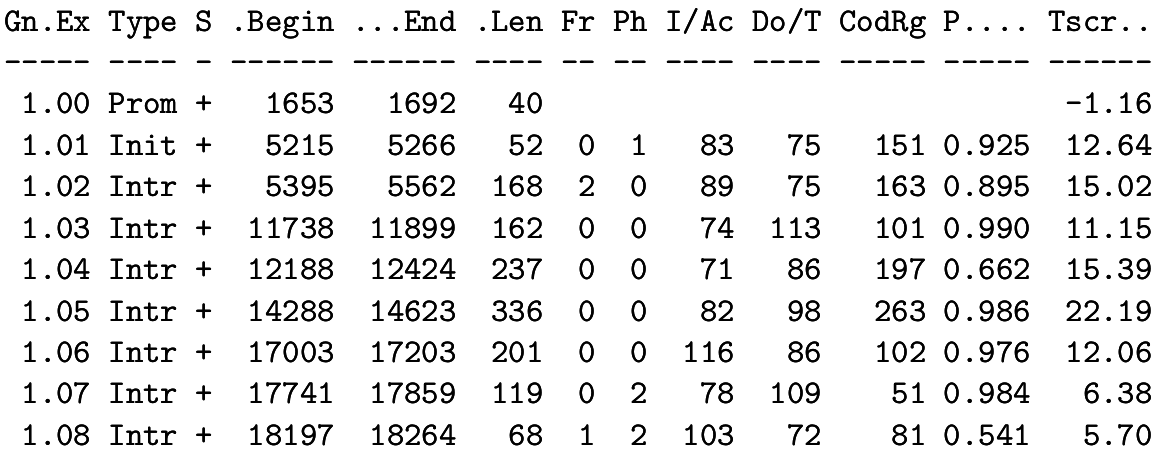 Gn.Ex Type S .Begin ...End .Len Fr Ph I/Ac Do/T CodRg P.... Tscr..
----- ---- - ------ ------ ---- -- -- ---- ---- ----- ----- ------
1.00 Prom + 1653 1692 40 -1.16
1.01 Init + 5215 5266 52 0 1 83 75 151 0.925 12.64
1.02 Intr + 5395 5562 168 2 0 89 75 163 0.895 15.02
1.03 Intr + 11738 11899 162 0 0 74 113 101 0.990 11.15
1.04 Intr + 12188 12424 237 0 0 71 86 197 0.662 15.39
1.05 Intr + 14288 14623 336 0 0 82 98 263 0.986 22.19
1.06 Intr + 17003 17203 201 0 0 116 86 102 0.976 12.06
1.07 Intr + 17741 17859 119 0 2 78 109 51 0.984 6.38
1.08 Intr + 18197 18264 68 1 2 103 72 81 0.541 5.70